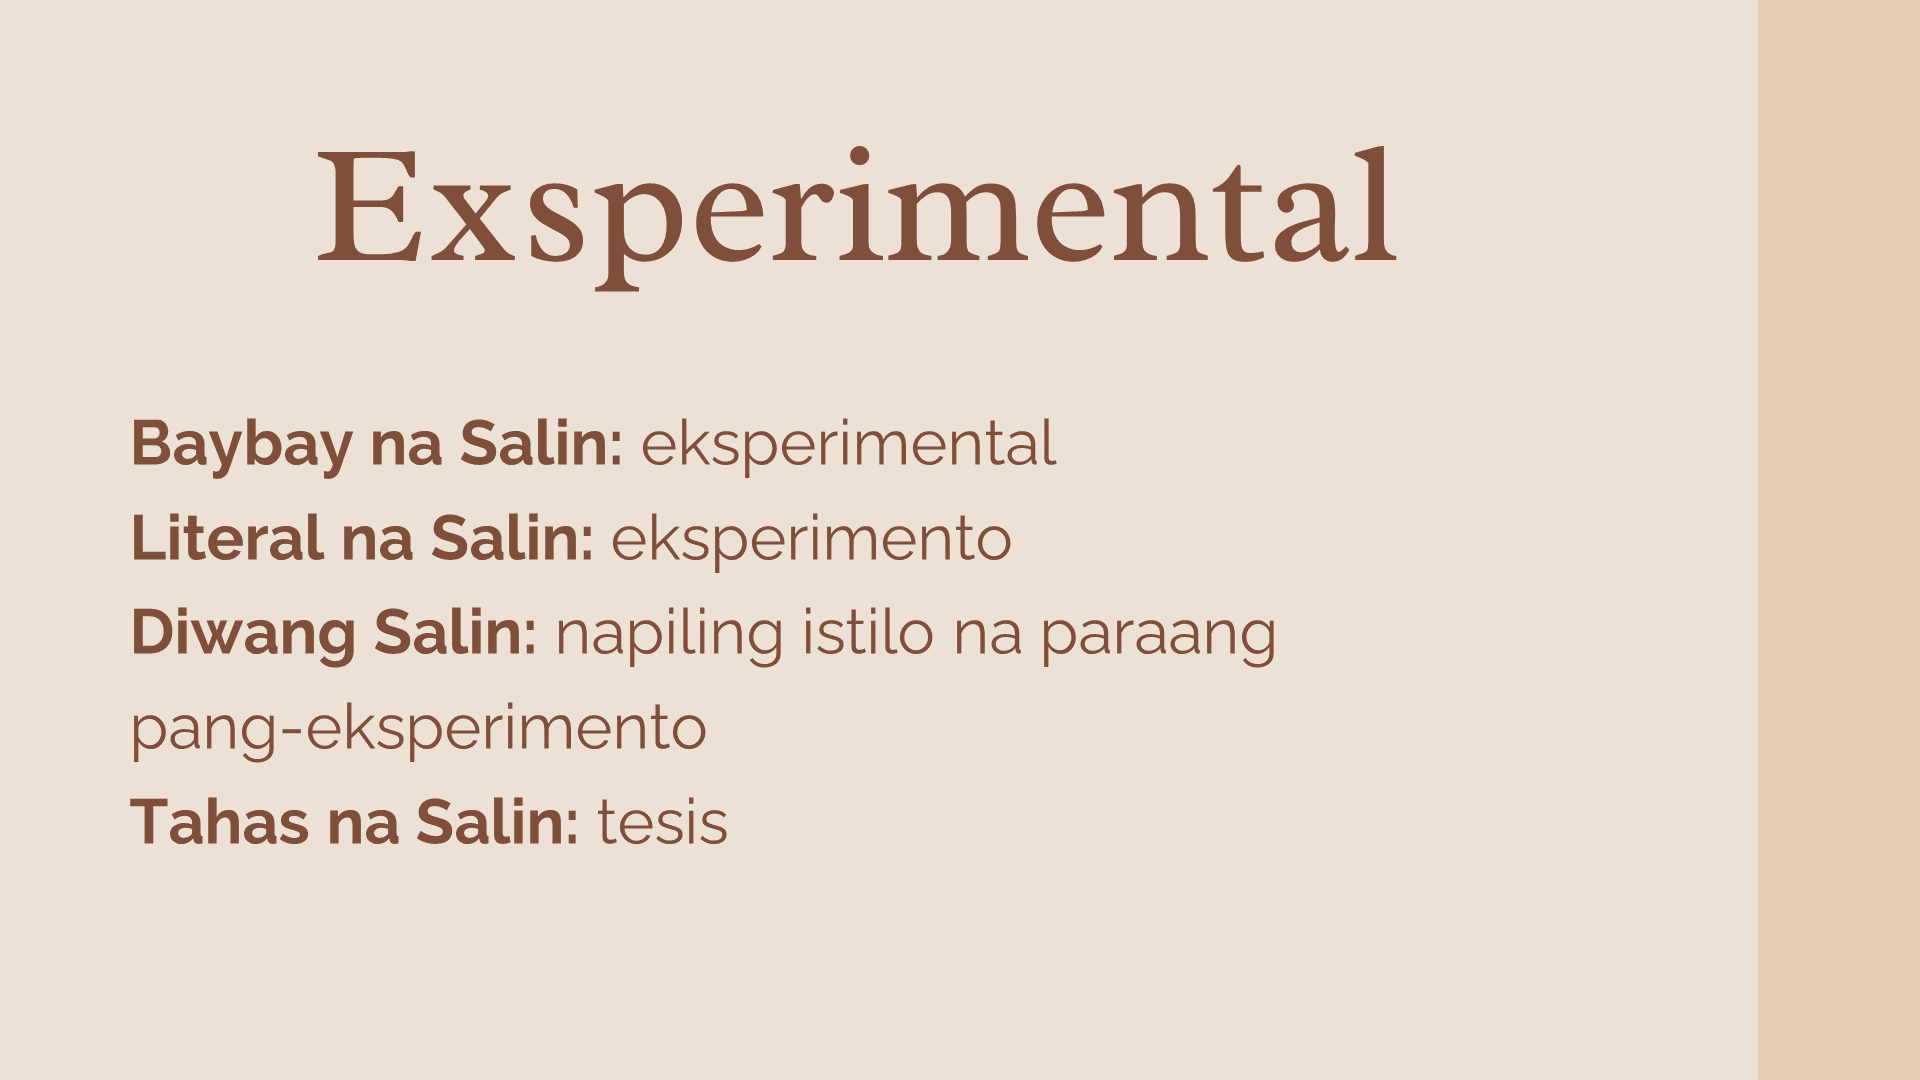 Exsperimental
Baybay na Salin: eksperimental
Literal na Salin: eksperimento
Diwang Salin: napiling istilo na paraang
pang-eksperimento
Tahas na Salin: tesis